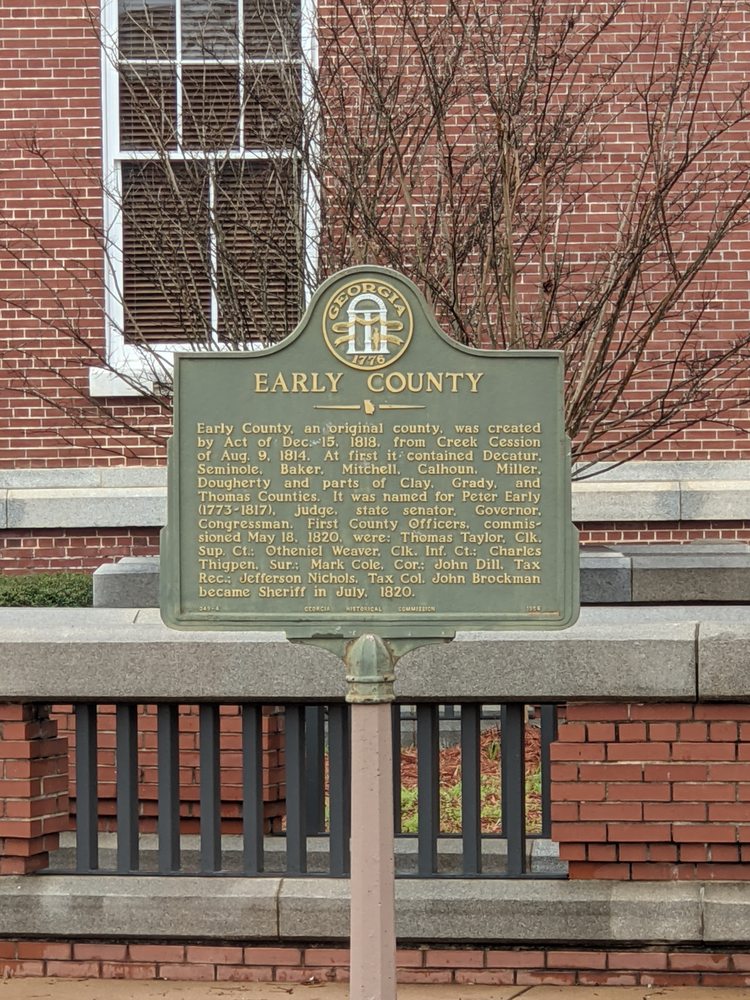 GEORGIA
1776
EARLY COUNTY
Early County, an original county, was created
by Act of Dec. 15, 1818, from Creek Cession
of Aug. 9, 1814. At first it contained Decatur,
Seminole, Baker, Mitchell, Calhoun, Miller,
Dougherty and parts of Clay, Grady, and
Thomas Counties. It was named for Peter Early
(1773-1817), judge, state senator, Governor,
Congressman. First County Officers, commis-
sioned May 18, 1820, were: Thomas Taylor, Clk.
Sup. Ct.; Otheniel Weaver, Clk. Inf. Ct.; Charles
Thigpen, Sur.; Mark Cole, Cor.; John Dill, Tax
Rec.; Jefferson Nichols, Tax Col. John Brockman
became Sheriff in July, 1820.
049-4 GEORGIA HISTORICAL COMMISSION